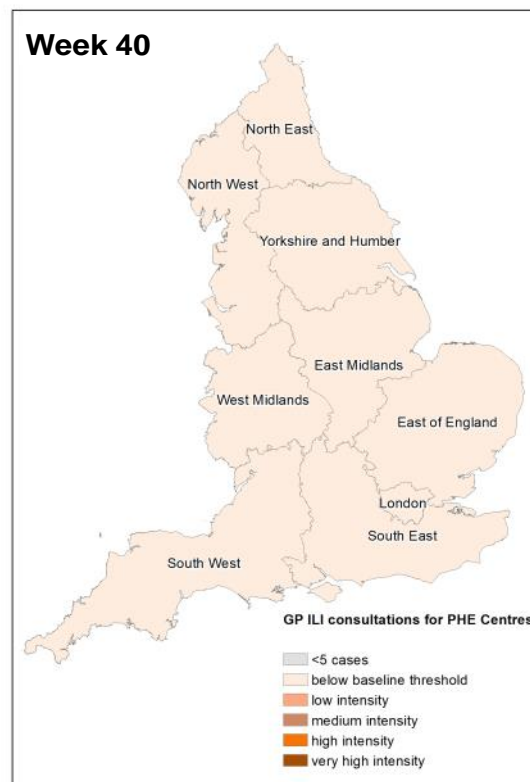 Week 40
North East
North West
Yorkshire and Humber
East Midlands
West Midlands
East of England
London
South East
South West
GP ILI consultations for PHE Centres
<5 cases
below baseline threshold
low intensity
medium intensity
high intensity
very high intensity